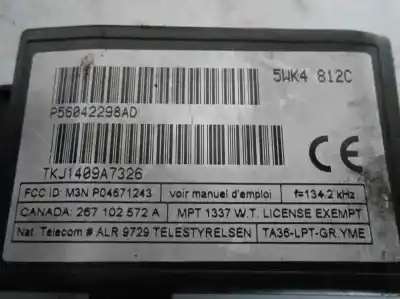 5WK4 812C
P56042298AD
TKJ1409A7326
CE
FCC ID: M3N P04671243 voir manuel d'emploi f=134.2 kHz
CANADA: 267 102 572 A MPT 1337 W.T. LICENSE EXEMPT
Nat. Telecom # ALR 9729 TELESTYRELSEN TA36-LPT-GR.YME